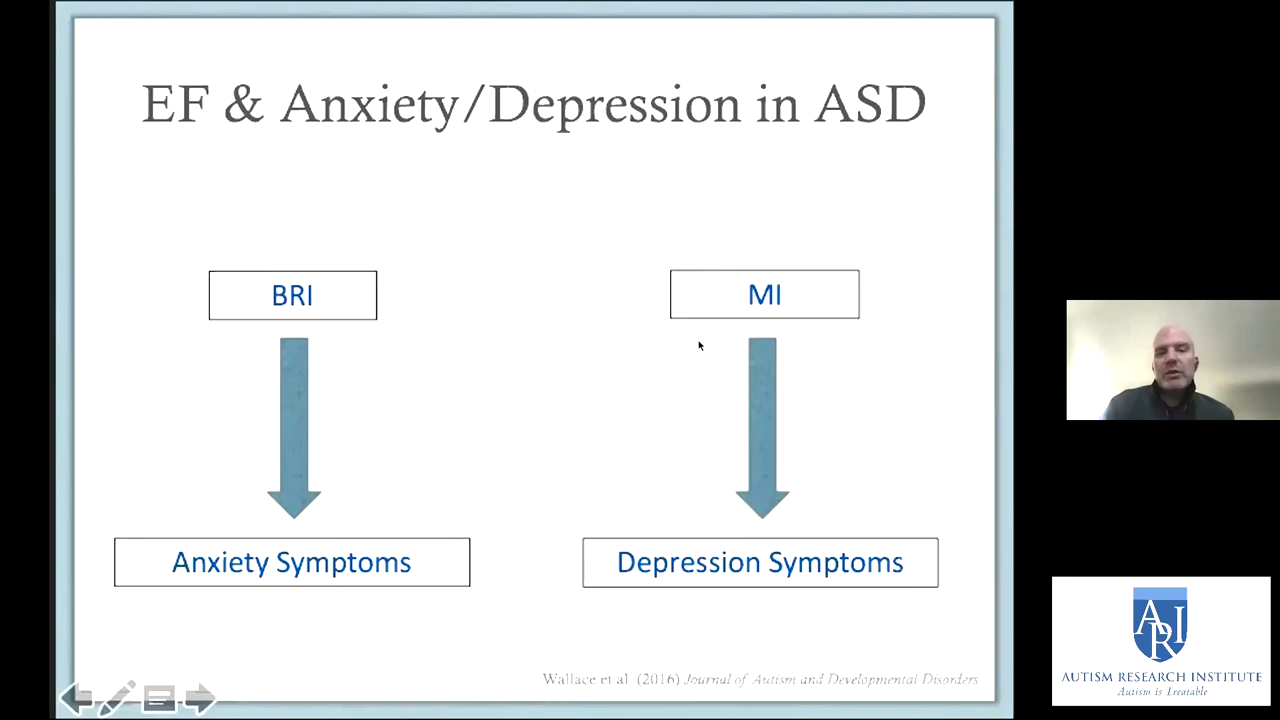 EF & Anxiety/Depression in ASD
BRI
MI
Anxiety Symptoms
Depression Symptoms
Wallace et al. (2016) Journal of Autism and Developmental Disorders
ARI
AUTISM RESEARCH INSTITUTE
Autism is Treatable